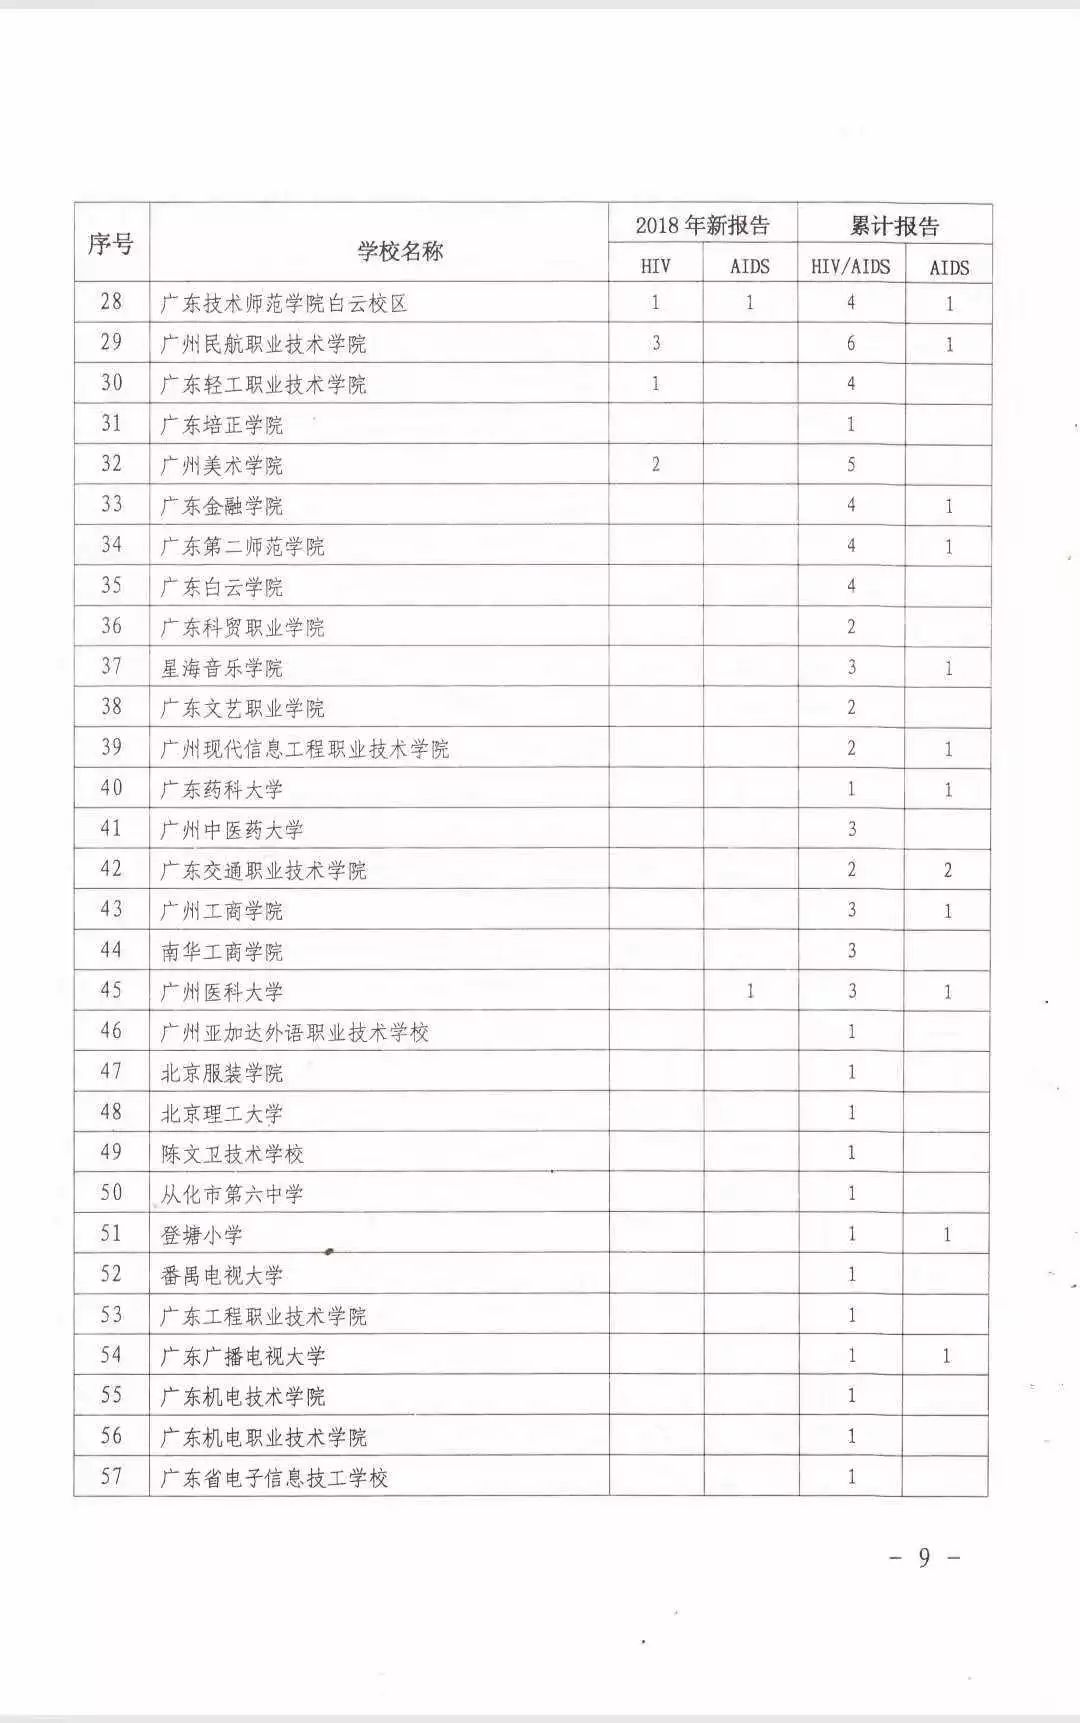 序号 学校名称 2018年新报告 累计报告
HIV AIDS HIV/AIDS AIDS
28 广东技术师范学院白云校区 1 1 4 1
29 广州民航职业技术学院 3 6 1
30 广东轻工职业技术学院 1 4
31 广东培正学院 1
32 广州美术学院 2 5
33 广东金融学院 4 1
34 广东第二师范学院 4 1
35 广东白云学院 4
36 广东科贸职业学院 2
37 星海音乐学院 3 1
38 广东文艺职业学院 2
39 广州现代信息工程职业技术学院 2 1
40 广东药科大学 1 1
41 广州中医药大学 3
42 广东交通职业技术学院 2 2
43 广州工商学院 3 1
44 南华工商学院 3
45 广州医科大学 1 3 1
46 广州亚加达外语职业技术学校 1
47 北京服装学院 1
48 北京理工大学 1
49 陈文卫技术学校 1
50 从化市第六中学 1
51 登塘小学 1 1
52 番禺电视大学 1
53 广东工程职业技术学院 1
54 广东广播电视大学 1 1
55 广东机电技术学院 1
56 广东机电职业技术学院 1
57 广东省电子信息技工学校 1
- 9 -